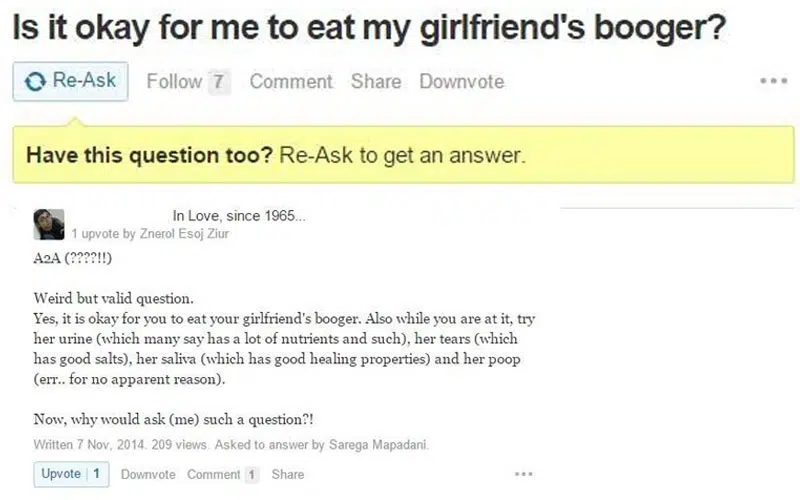 Is it okay for me to eat my girlfriend's booger?
Re-Ask Follow 7 Comment Share Downvote
Have this question too? Re-Ask to get an answer.
In Love, since 1965...
1 upvote by Znerol Esoj Ziur
A2A (????!!)
Weird but valid question.
Yes, it is okay for you to eat your girlfriend's booger. Also while you are at it, try
her urine (which many say has a lot of nutrients and such), her tears (which
has good salts), her saliva (which has good healing properties) and her poop
(err.. for no apparent reason).
Now, why would ask (me) such a question?!
Written 7 Nov, 2014. 209 views. Asked to answer by Sarega Mapadani.
Upvote 1 Downvote Comment 1 Share